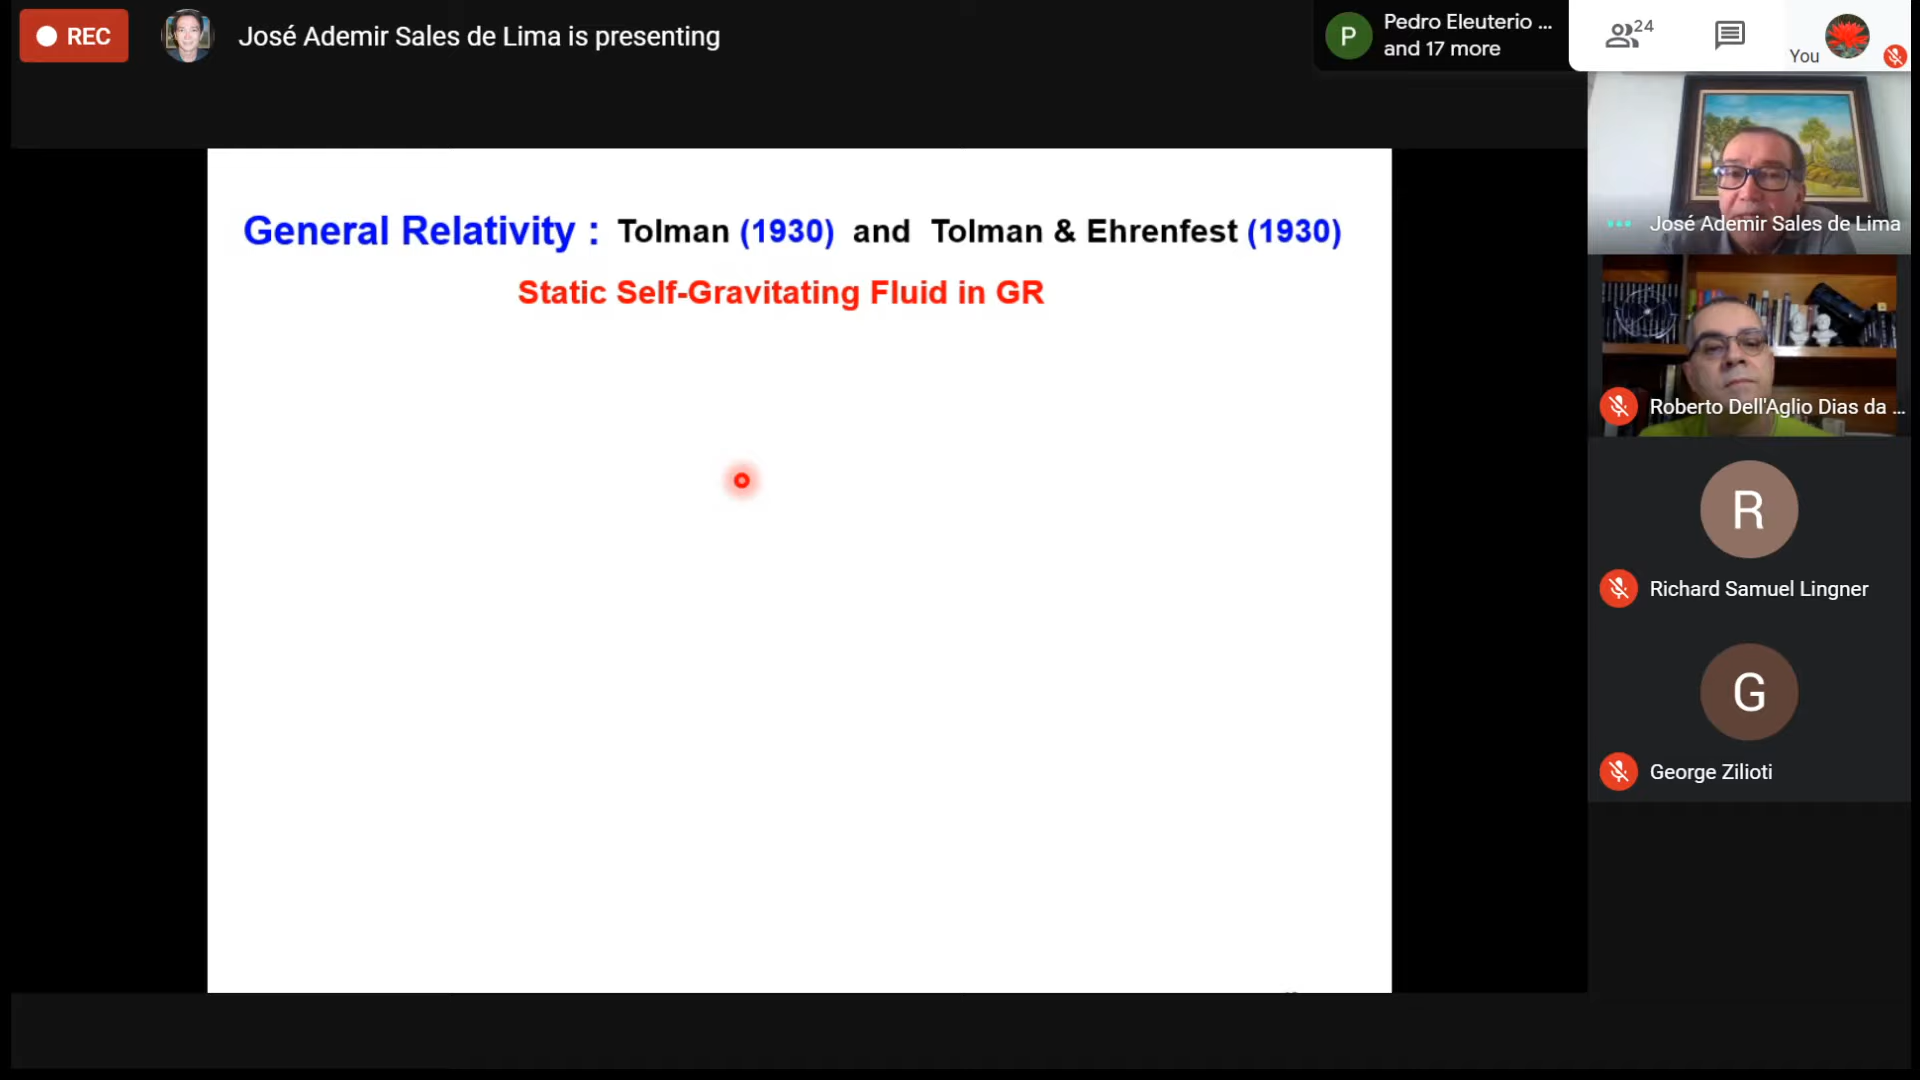 REC
José Ademir Sales de Lima is presenting
P
Pedro Eleuterio ...
and 17 more
24
You
General Relativity : Tolman (1930) and Tolman & Ehrenfest (1930)
Static Self-Gravitating Fluid in GR
José Ademir Sales de Lima
Roberto Dell'Aglio Dias da ...
R
Richard Samuel Lingner
G
George Zilioti